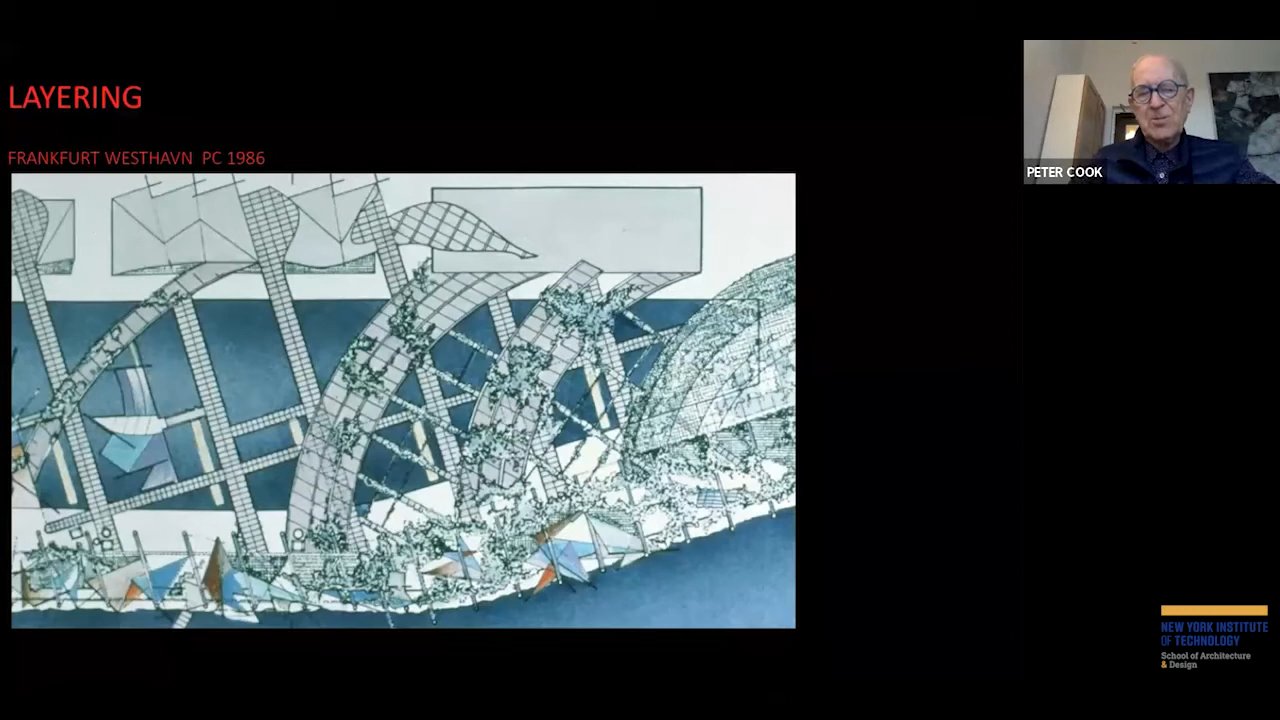 LAYERING
FRANKFURT WESTHAVN PC 1986
PETER COOK
NEW YORK INSTITUTE
OF TECHNOLOGY
School of Architecture
& Design